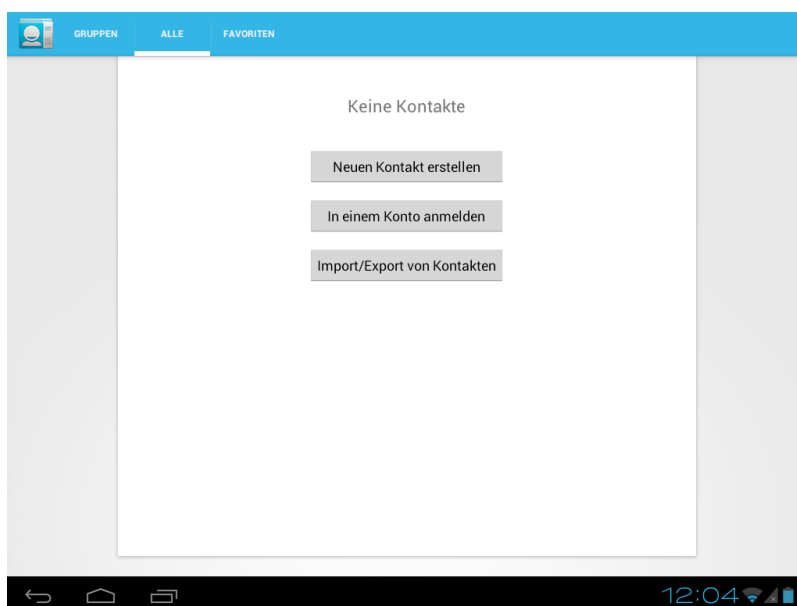 GRUPPEN ALLE FAVORITEN
Keine Kontakte
Neuen Kontakt erstellen
In einem Konto anmelden
Import/Export von Kontakten
12:04